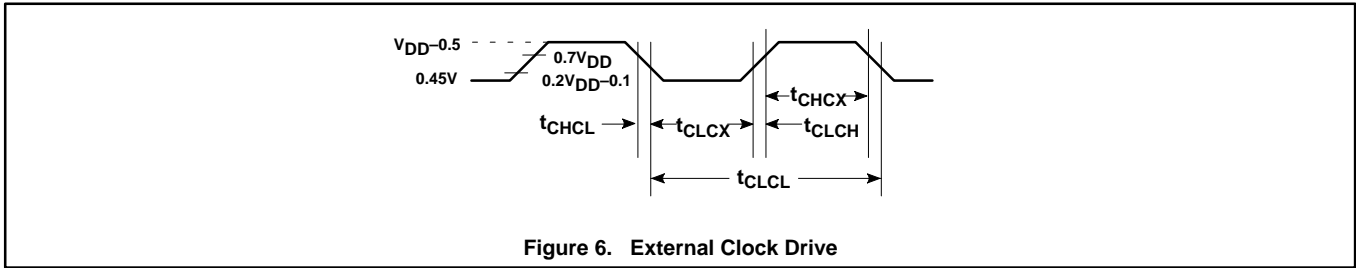 VDD–0.5
0.7VDD
0.45V
0.2VDD–0.1
tCHCX
tCHCL
tCLCX
tCLCH
tCLCL
Figure 6. External Clock Drive